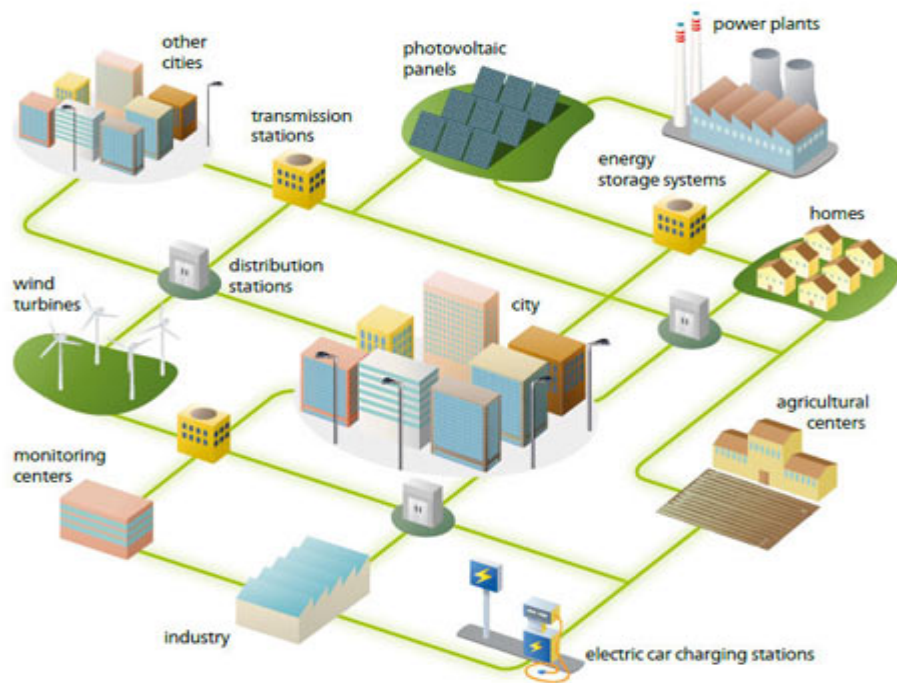 other
cities
photovoltaic
panels
power plants
transmission
stations
energy
storage systems
homes
wind
turbines
distribution
stations
city
agricultural
centers
monitoring
centers
industry
electric car charging stations